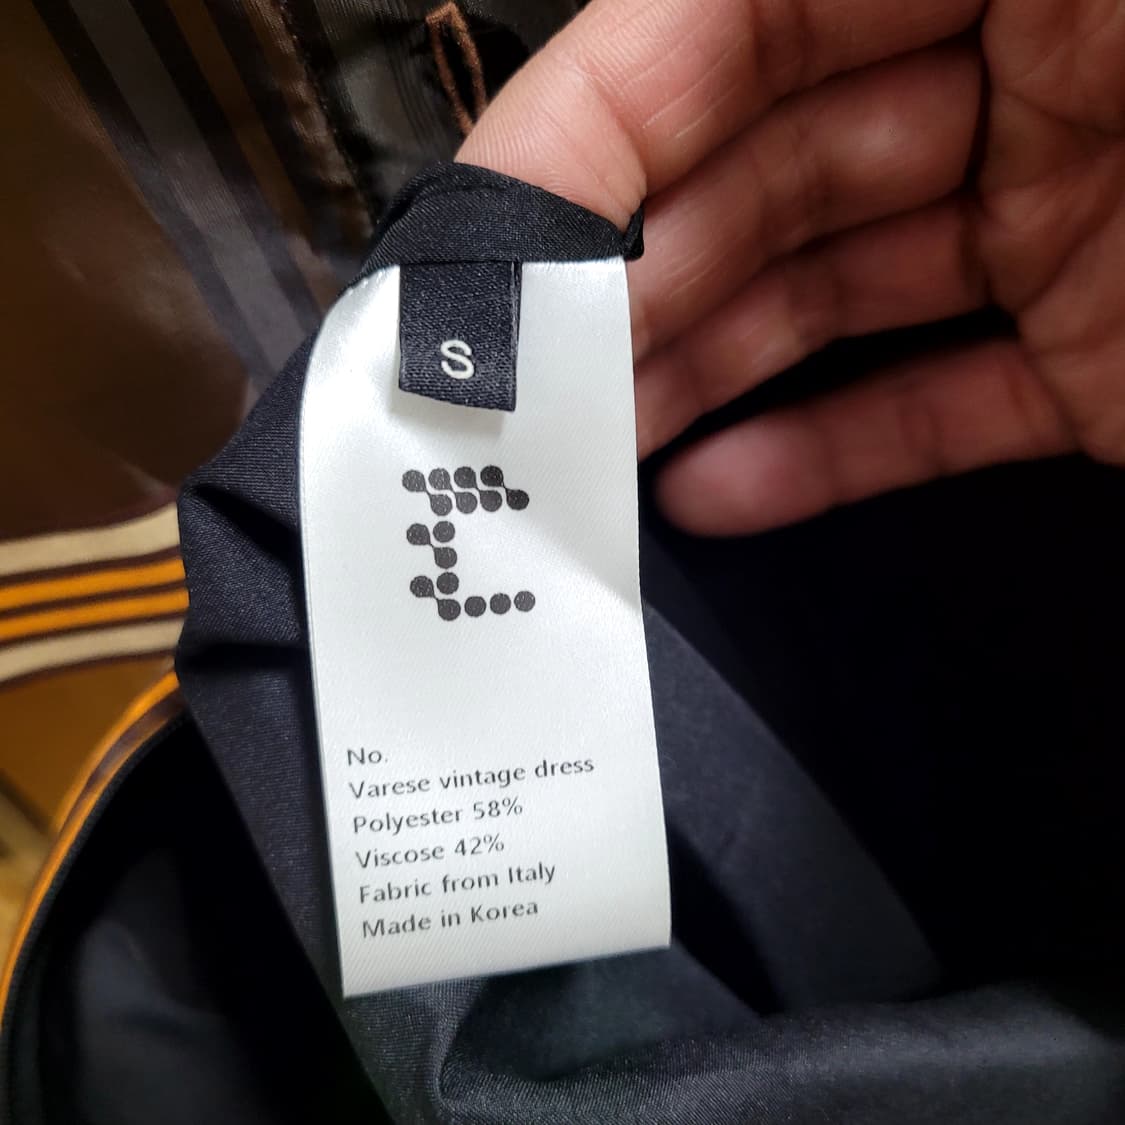 S
No.
Varese vintage dress
Polyester 58%
Viscose 42%
Fabric from Italy
Made in Korea